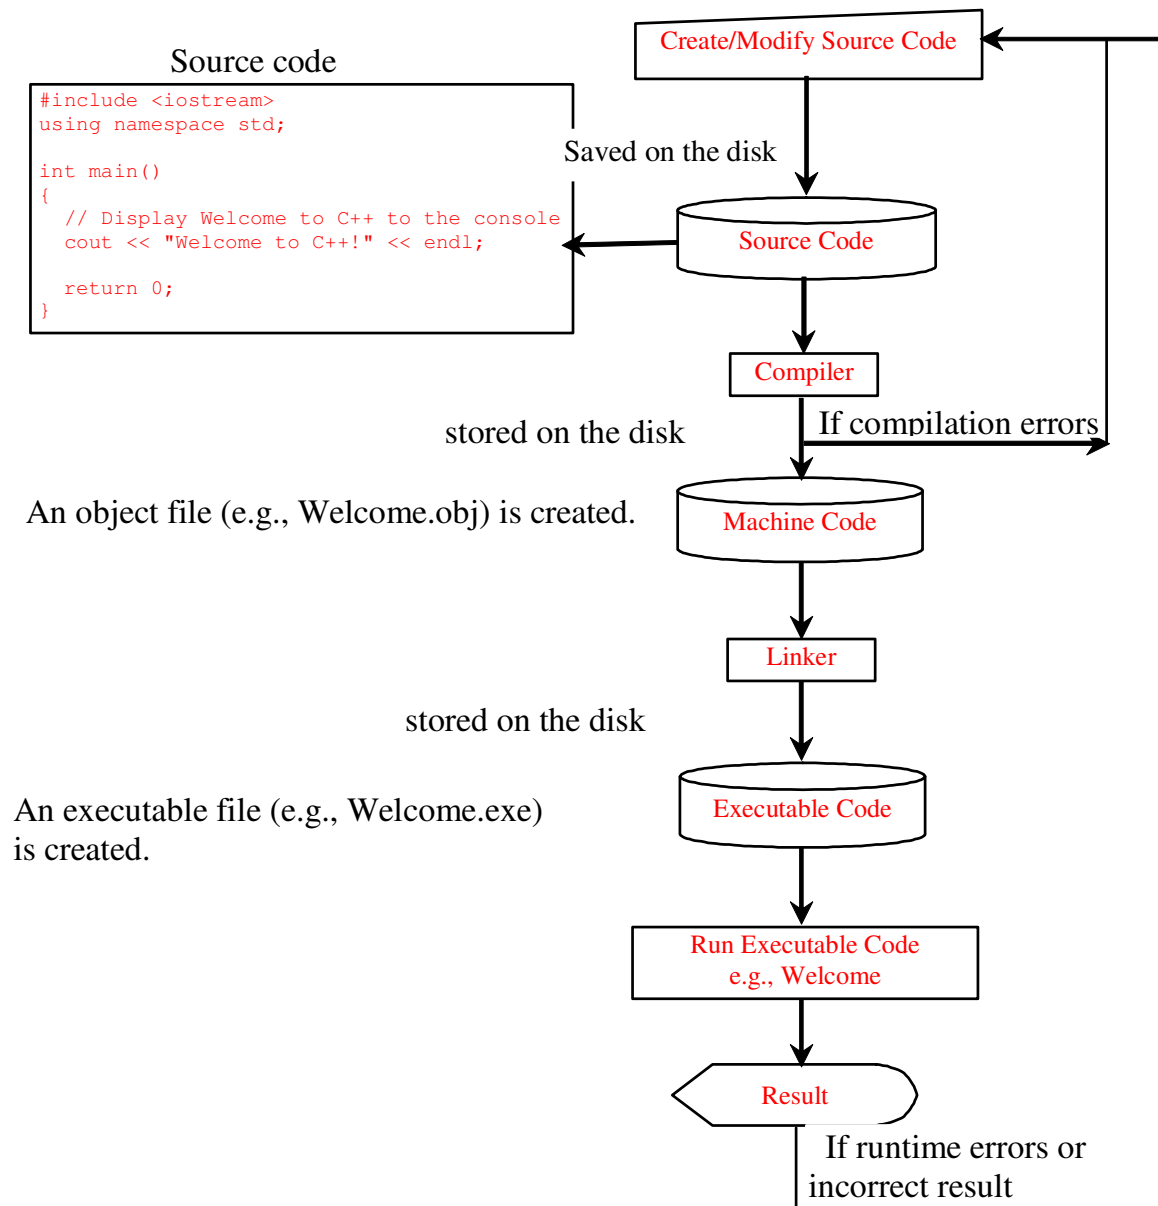 Create/Modify Source Code
Source code
#include <iostream>
using namespace std;
int main()
{
// Display Welcome to C++ to the console
cout << "Welcome to C++!" << endl;
return 0;
}
Saved on the disk
Source Code
Compiler
stored on the disk
If compilation errors
An object file (e.g., Welcome.obj) is created.
Machine Code
Linker
stored on the disk
Executable Code
An executable file (e.g., Welcome.exe)
is created.
Run Executable Code
e.g., Welcome
Result
If runtime errors or
incorrect result